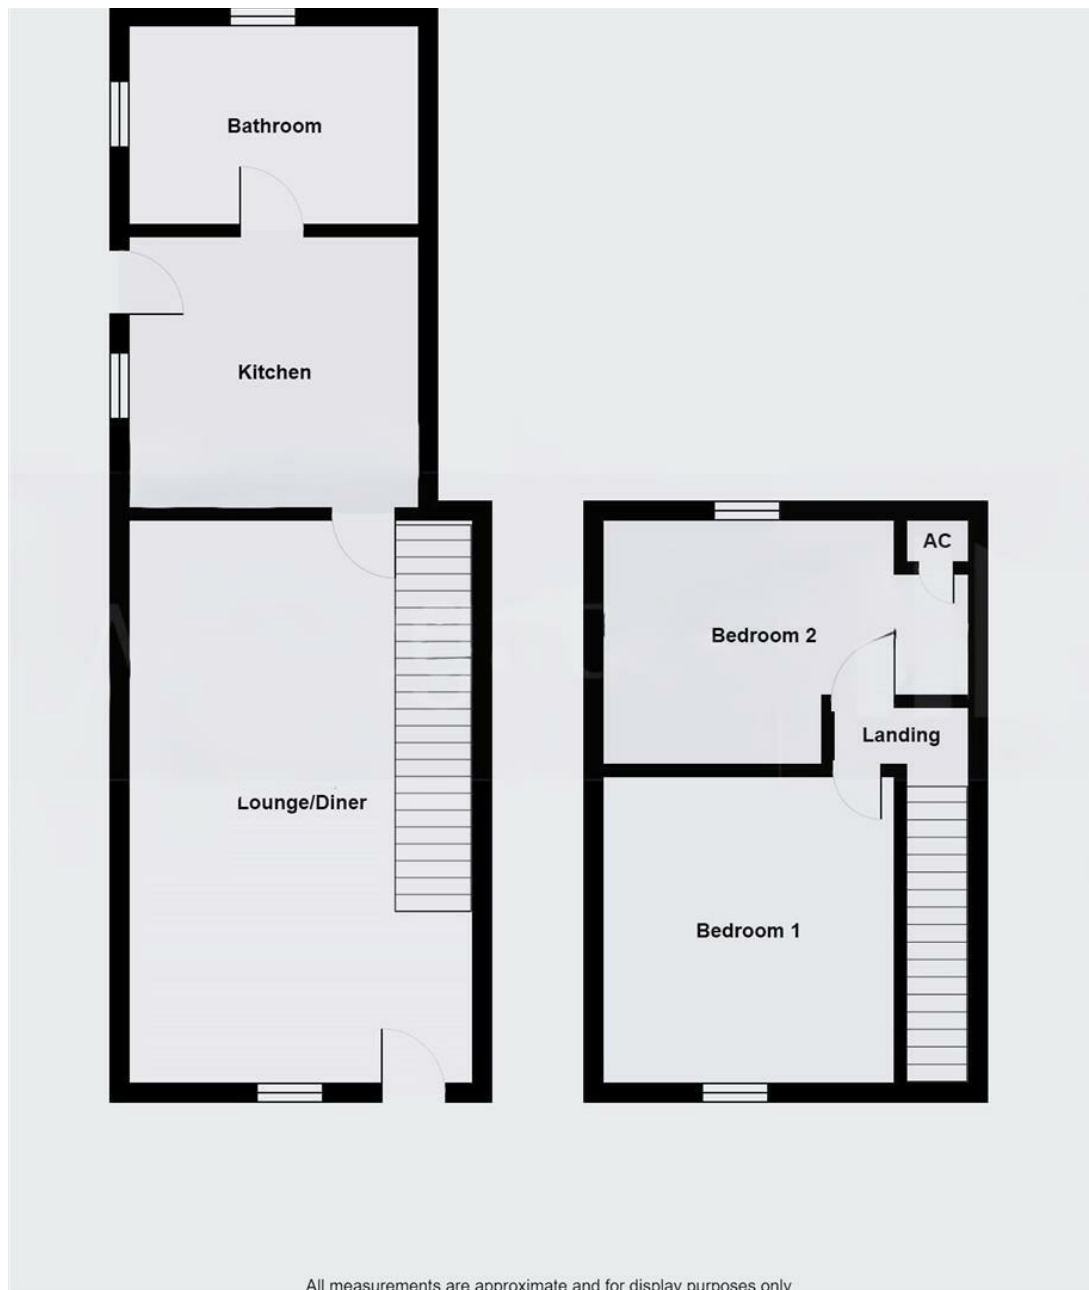 Bathroom
Kitchen
Lounge/Diner
AC
Bedroom 2
Landing
Bedroom 1
All measurements are approximate and for display purposes only